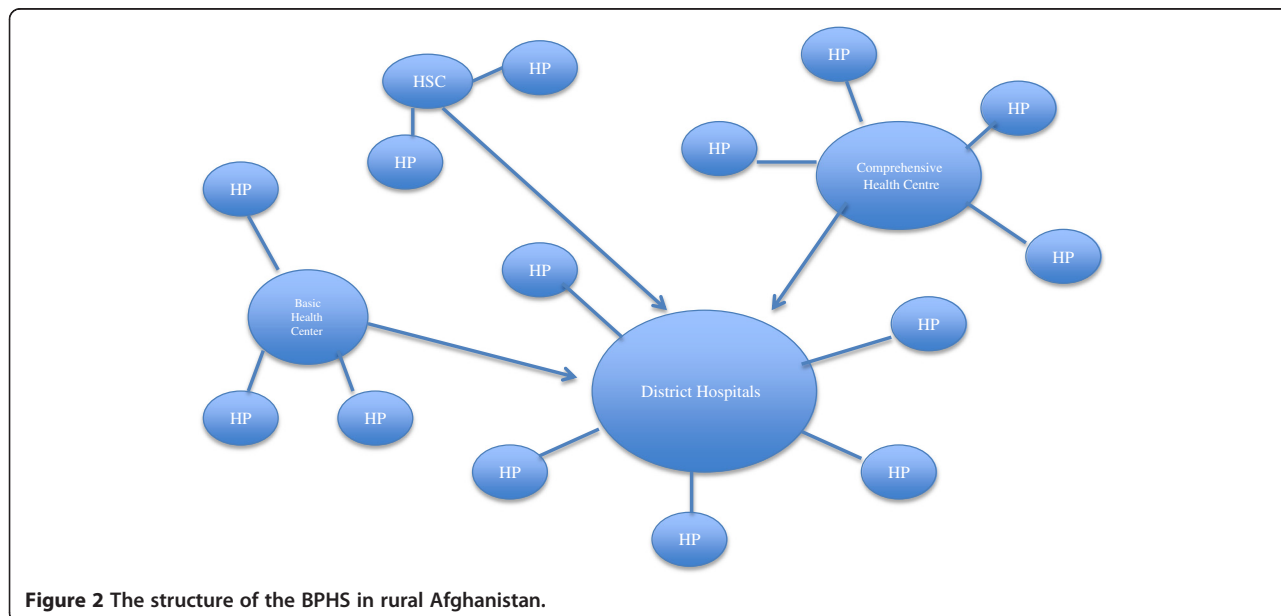 HP
HSC
HP
HP
HP
HP
HP
Comprehensive
Health Centre
HP
HP
HP
Basic
Health
Center
HP
HP
HP
District Hospitals
HP
HP
HP
HP
Figure 2 The structure of the BPHS in rural Afghanistan.